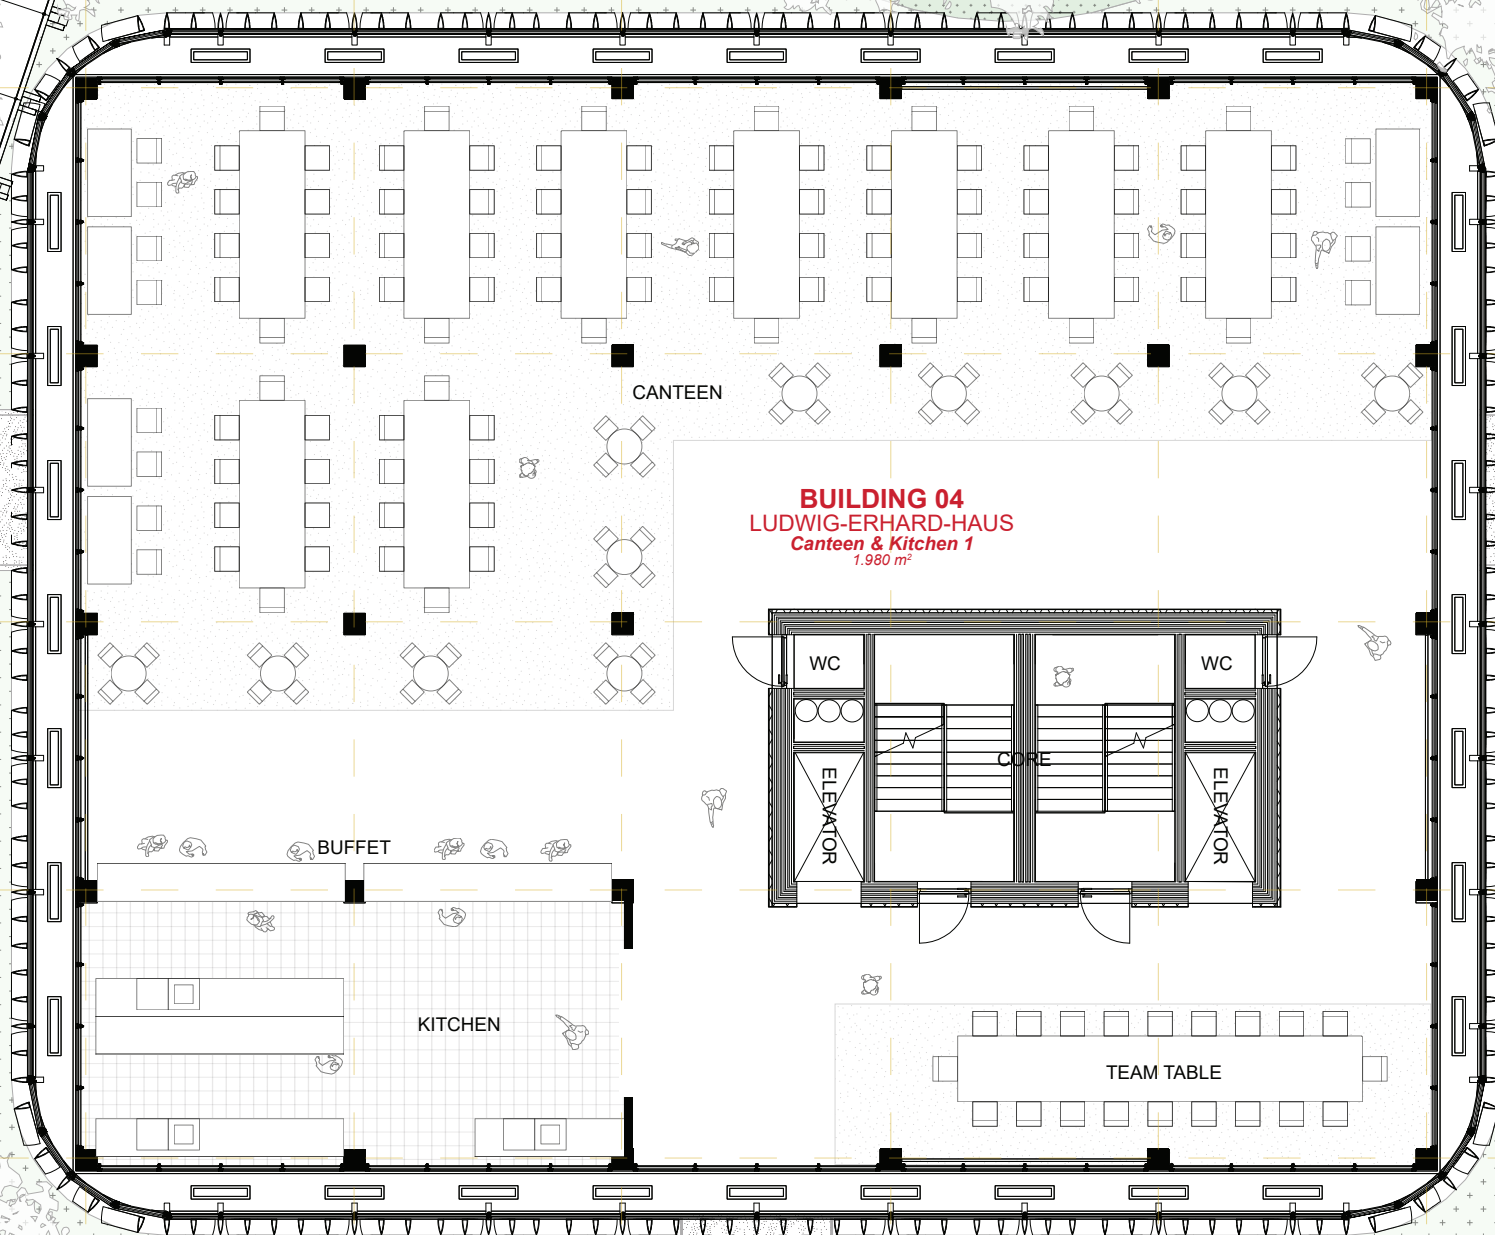 CANTEEN
BUILDING 04
LUDWIG-ERHARD-HAUS
Canteen & Kitchen 1
1.980 m²
WC
WC
CORE
ELEVATOR
ELEVATOR
BUFFET
KITCHEN
TEAM TABLE